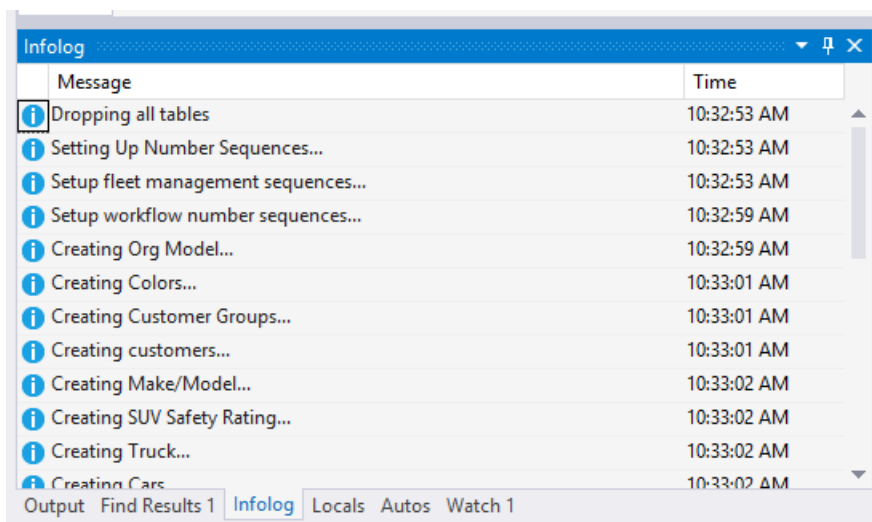 Infolog
Message Time
Dropping all tables 10:32:53 AM
Setting Up Number Sequences... 10:32:53 AM
Setup fleet management sequences... 10:32:53 AM
Setup workflow number sequences... 10:32:59 AM
Creating Org Model... 10:32:59 AM
Creating Colors... 10:33:01 AM
Creating Customer Groups... 10:33:01 AM
Creating customers... 10:33:01 AM
Creating Make/Model... 10:33:02 AM
Creating SUV Safety Rating... 10:33:02 AM
Creating Truck... 10:33:02 AM
Creating Cars 10:33:02 AM
Output Find Results 1 Infolog Locals Autos Watch 1